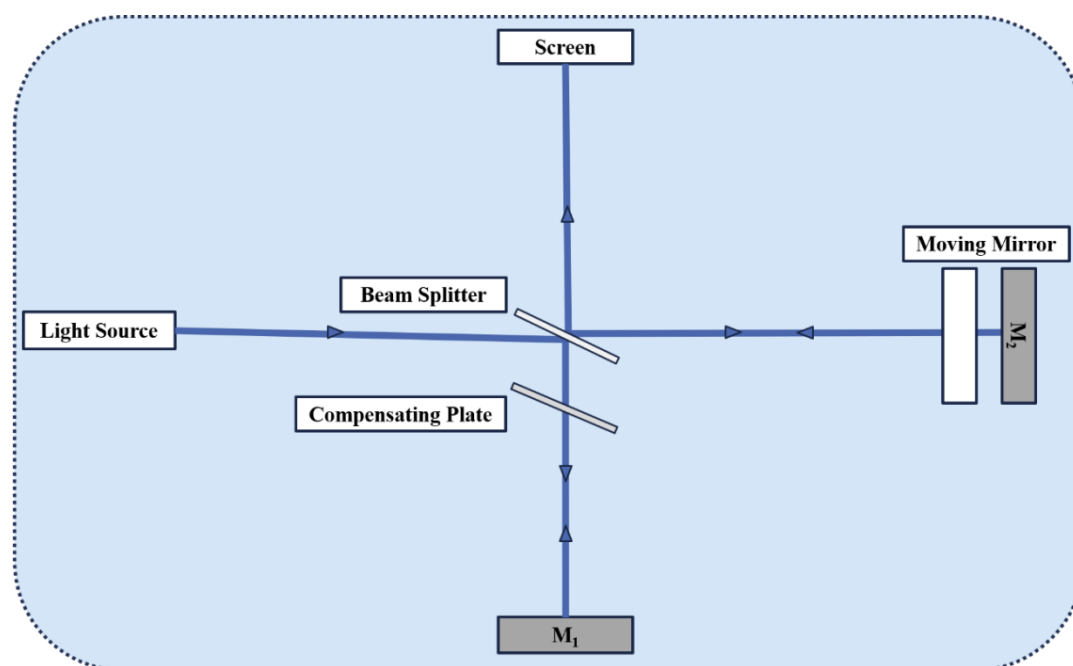 Screen
Moving Mirror
Beam Splitter
Light Source
M₂
Compensating Plate
M₁